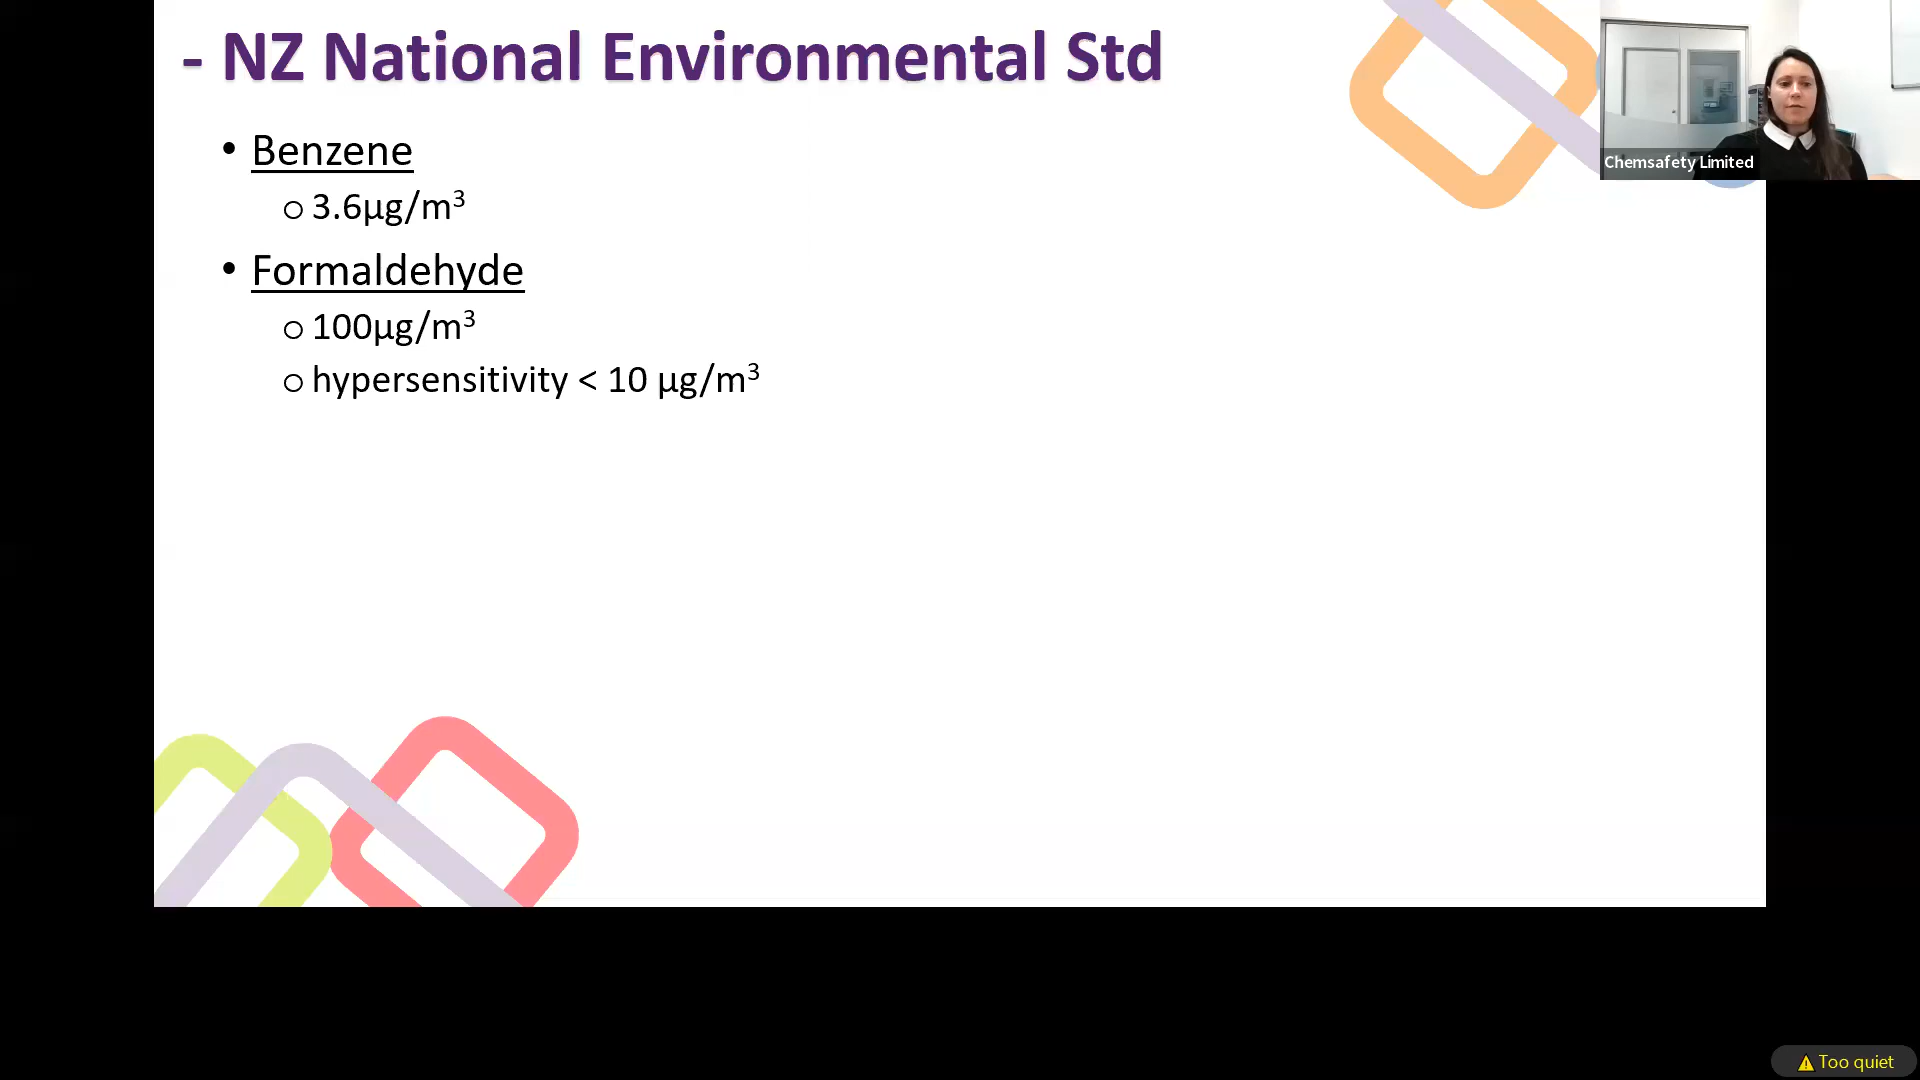 - NZ National Environmental Std
• Benzene
o 3.6µg/m³
• Formaldehyde
o 100µg/m³
o hypersensitivity < 10 µg/m³
Chemsafety Limited
Too quiet